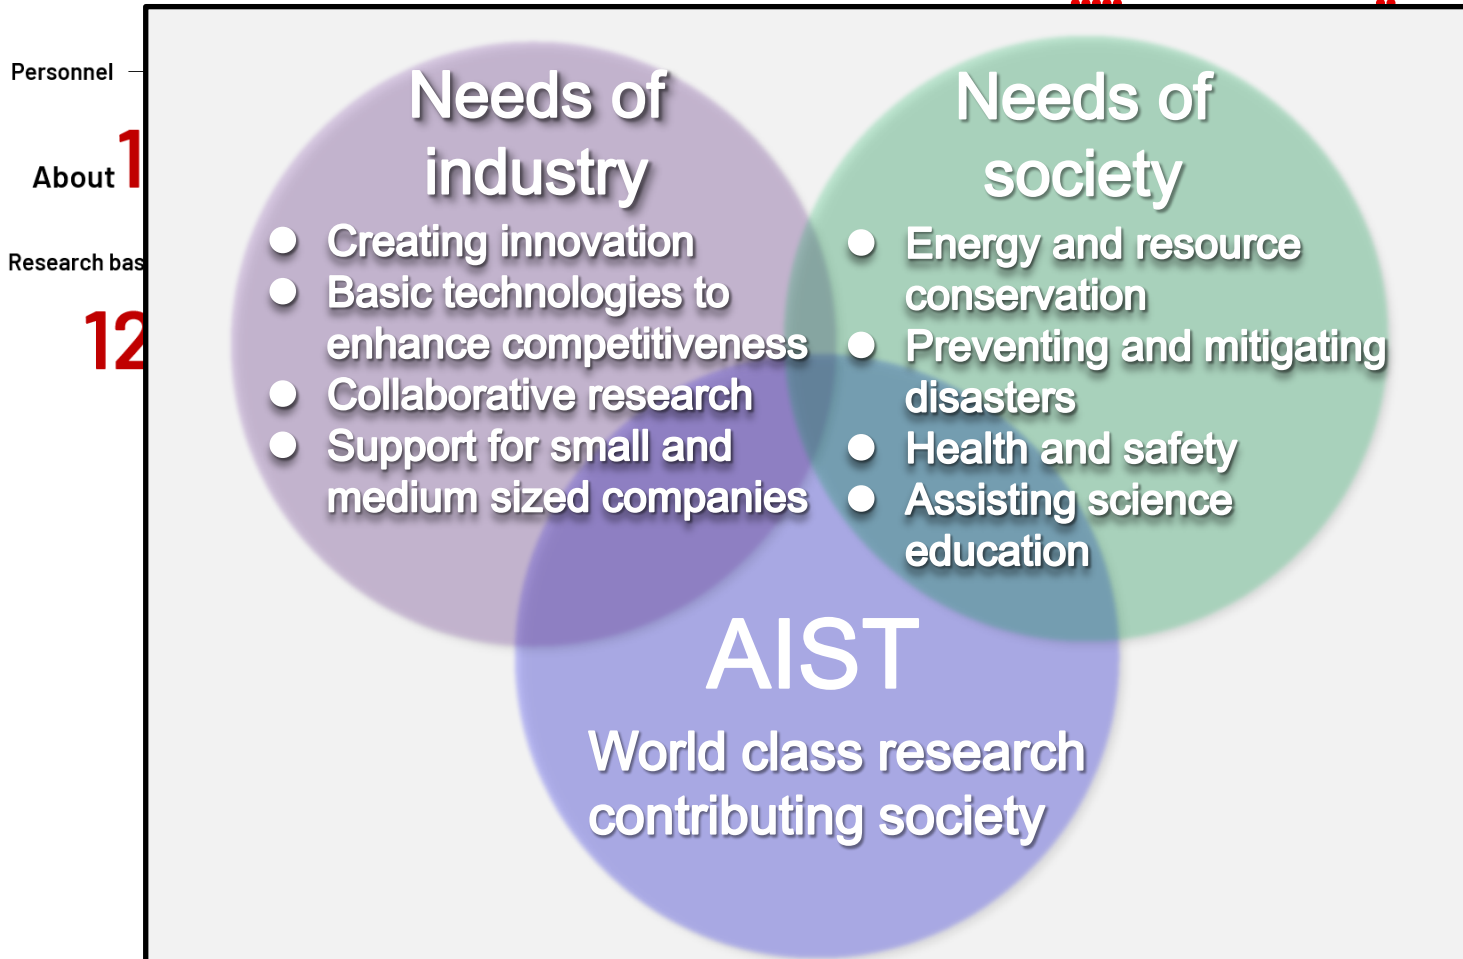 Personnel
About 1
Research bas
12
Needs of
industry
● Creating innovation
● Basic technologies to
enhance competitiveness
● Collaborative research
● Support for small and
medium sized companies
Needs of
society
● Energy and resource
conservation
● Preventing and mitigating
disasters
● Health and safety
● Assisting science
education
AIST
World class research
contributing society